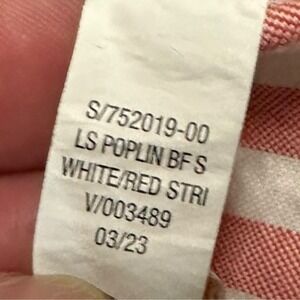 S/752019-00
LS POPLIN BF S
WHITE/RED STRI
V/003489
03/23